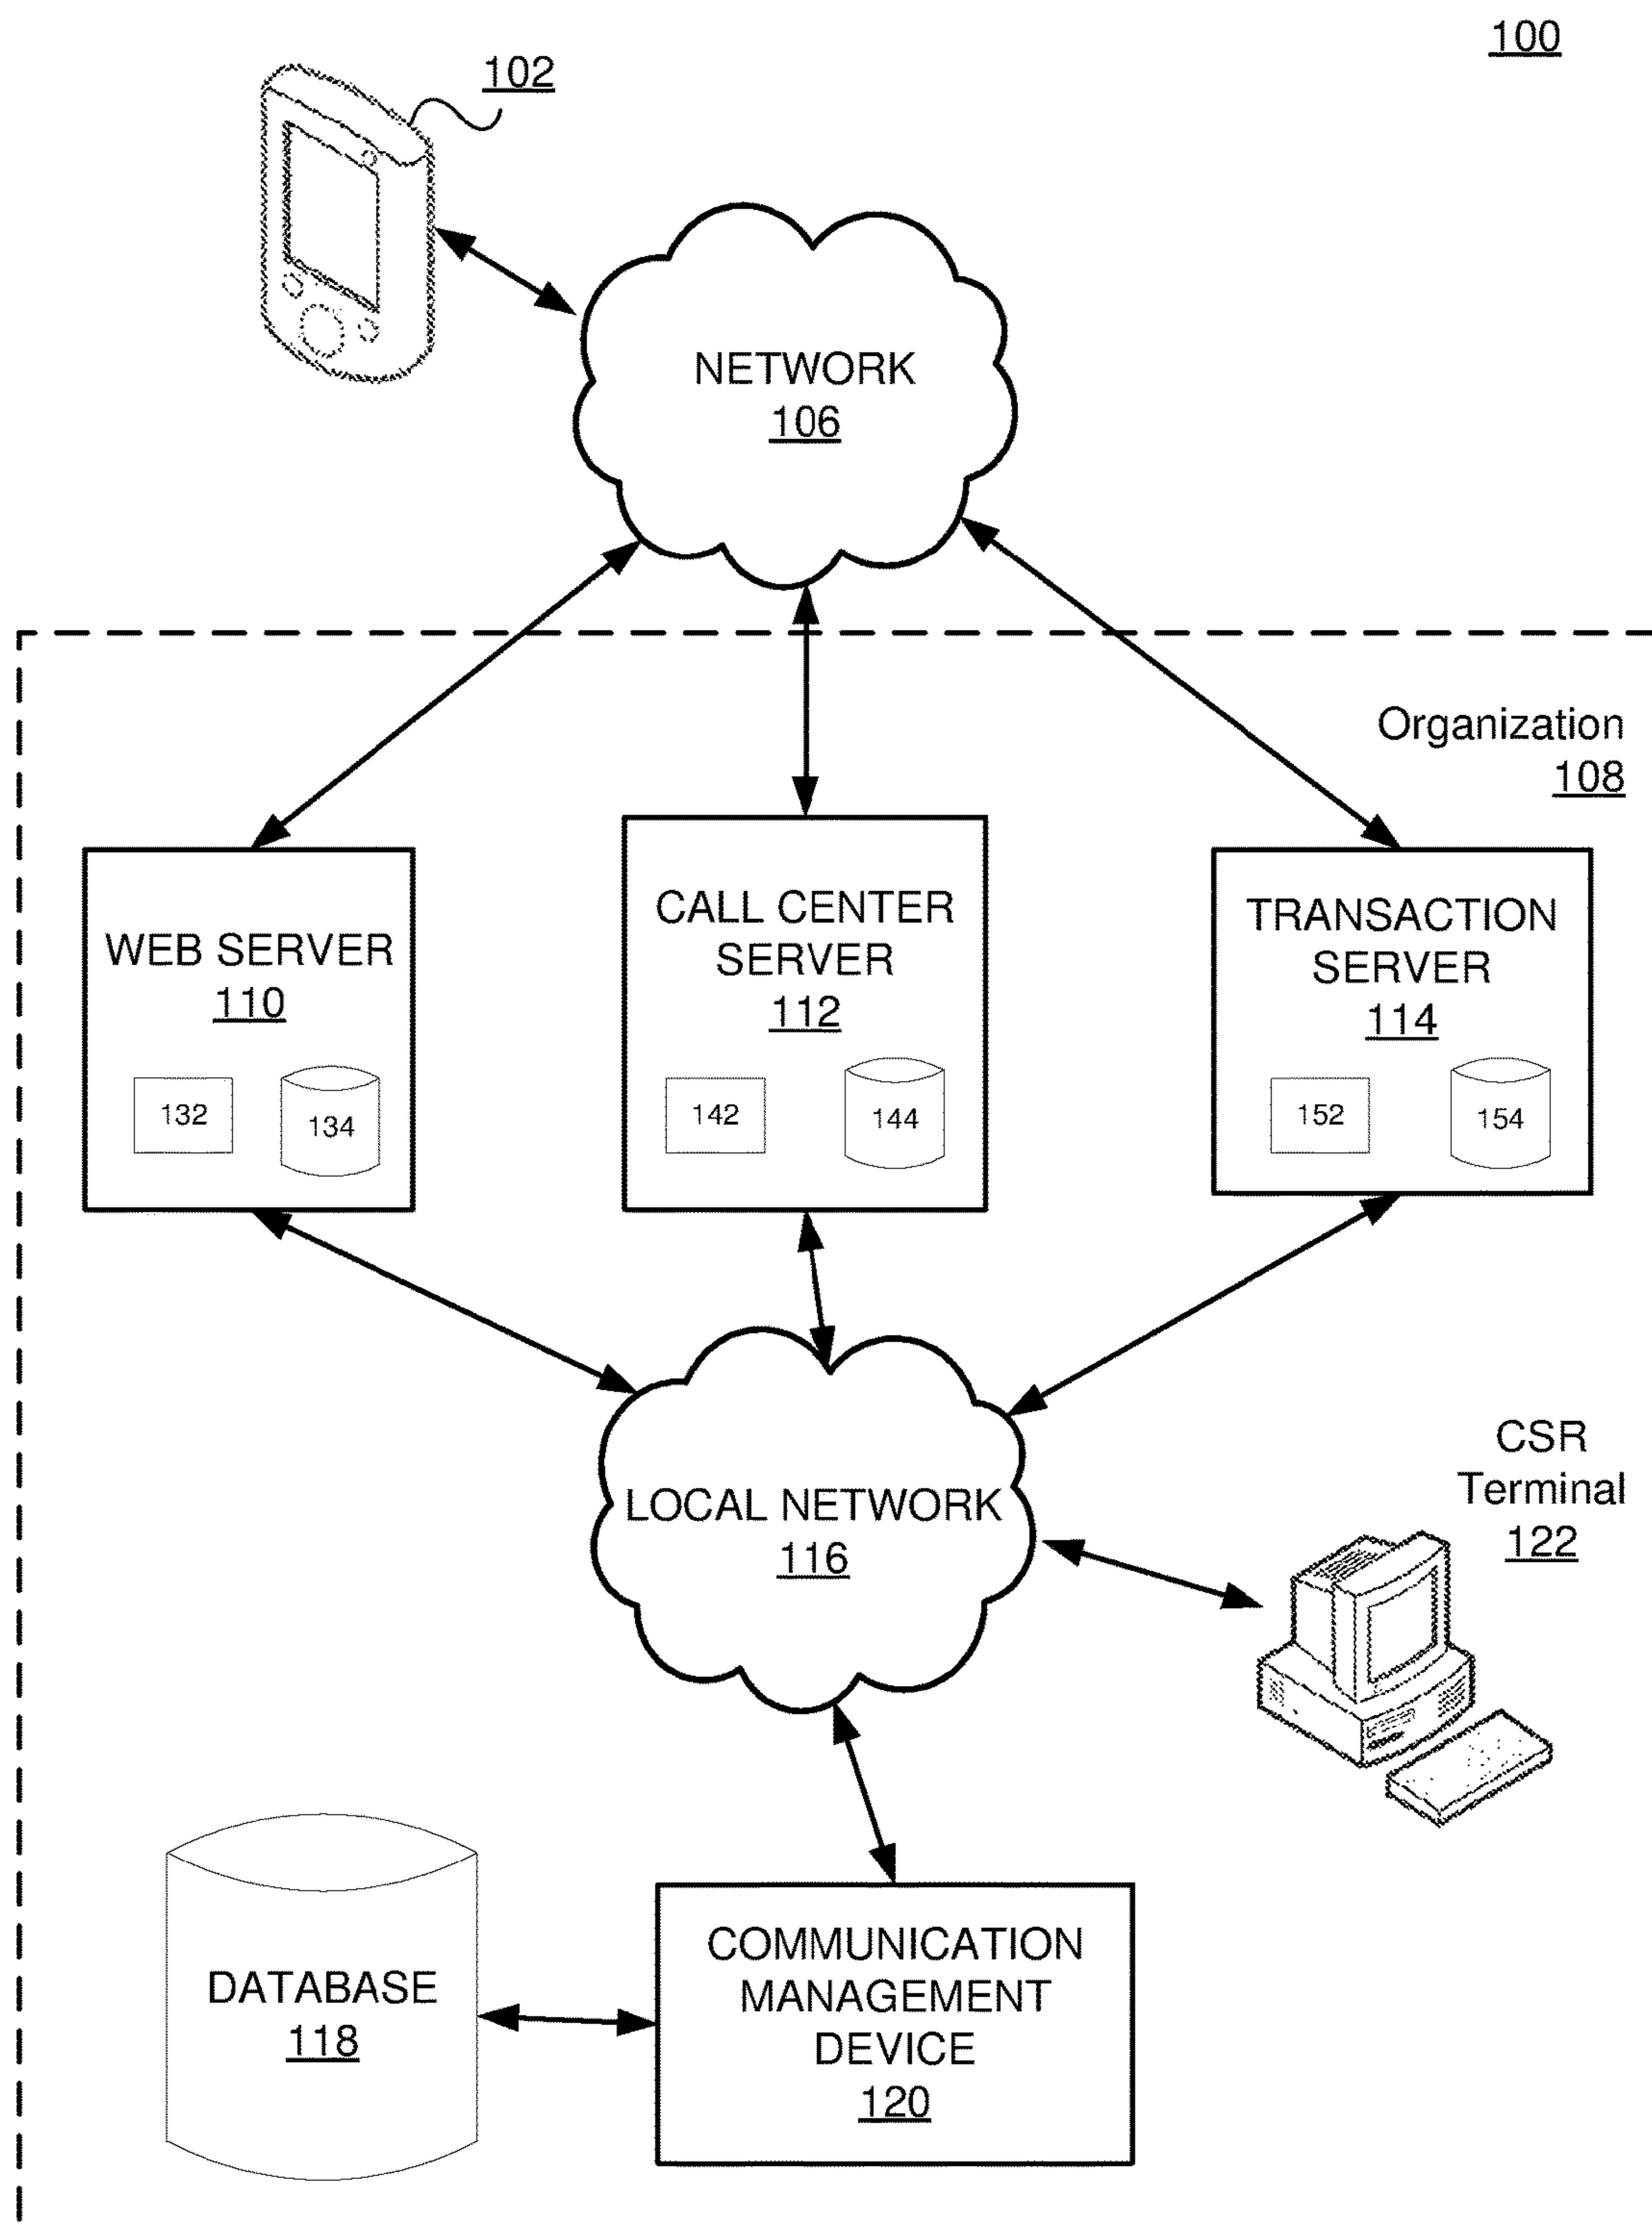 100
102
NETWORK
106
Organization
108
WEB SERVER
110
132
134
CALL CENTER
SERVER
112
142
144
TRANSACTION
SERVER
114
152
154
LOCAL NETWORK
116
CSR
Terminal
122
DATABASE
118
COMMUNICATION
MANAGEMENT
DEVICE
120